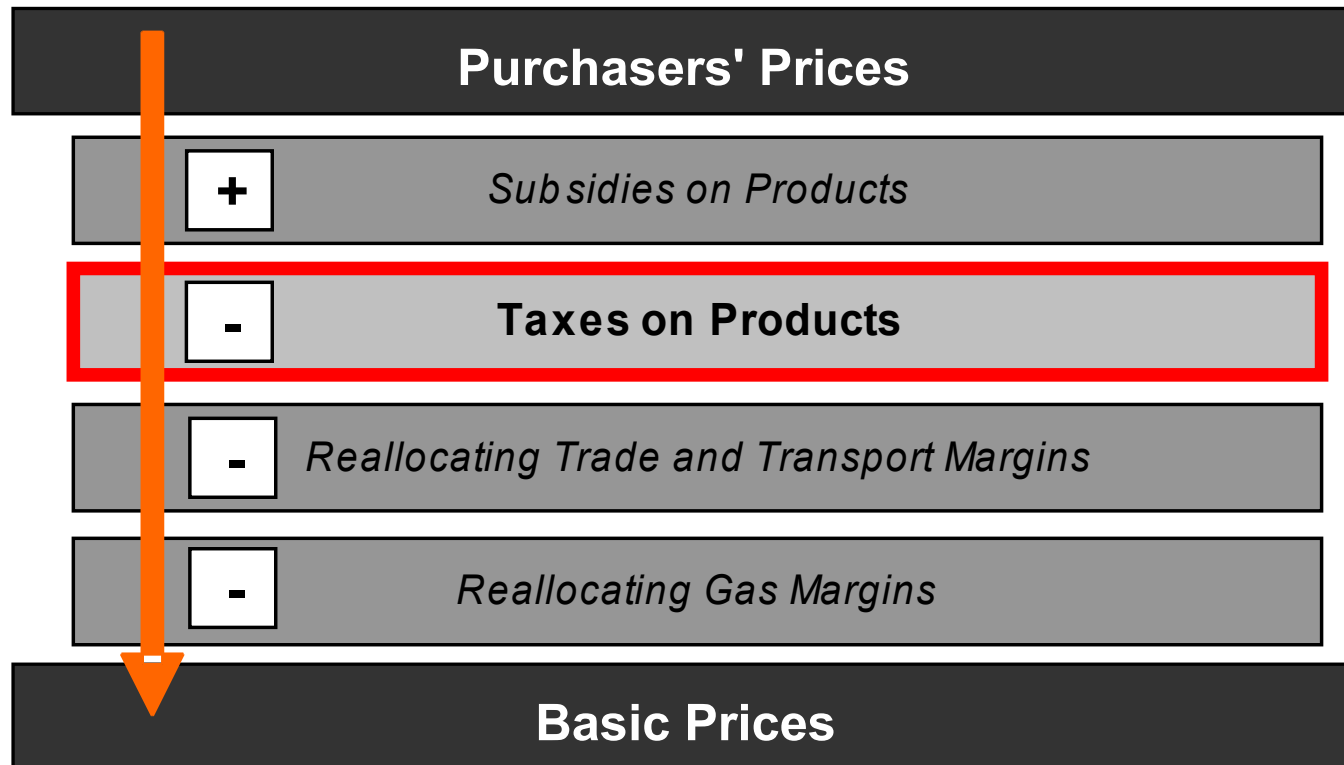 Purchasers' Prices
+ Subsidies on Products
- Taxes on Products
- Reallocating Trade and Transport Margins
- Reallocating Gas Margins
Basic Prices